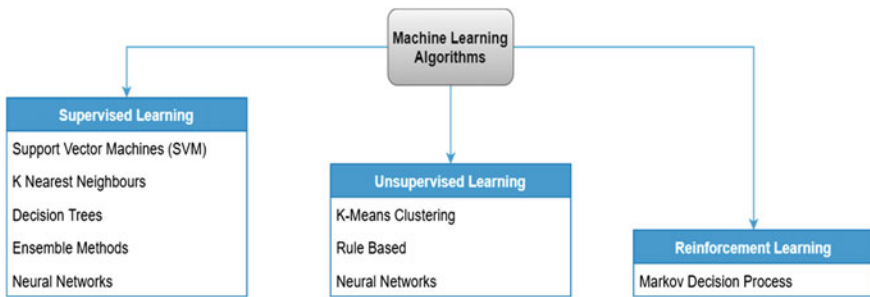 Machine Learning
Algorithms
Supervised Learning
Support Vector Machines (SVM)
K Nearest Neighbours
Decision Trees
Ensemble Methods
Neural Networks
Unsupervised Learning
K-Means Clustering
Rule Based
Neural Networks
Reinforcement Learning
Markov Decision Process